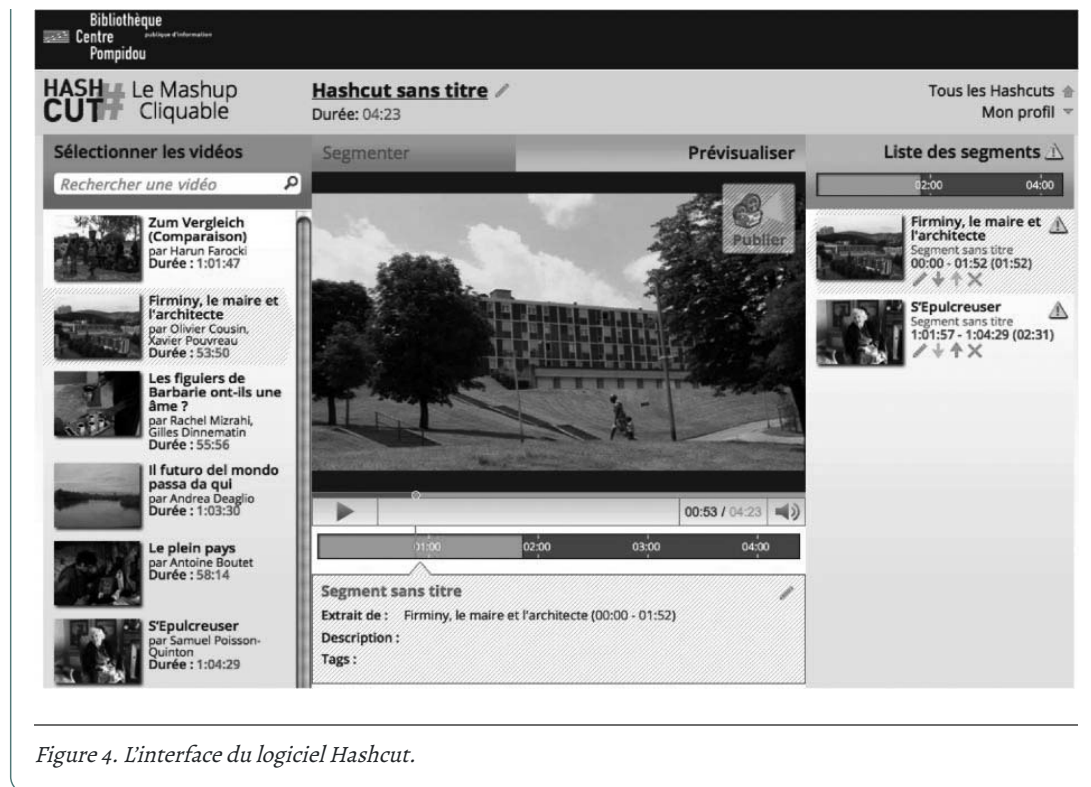 Bibliothèque
Centre publique d'information
Pompidou
HASH CUT # Le Mashup Cliquable
Hashcut sans titre
Durée: 04:23
Tous les Hashcuts
Mon profil
Sélectionner les vidéos
Rechercher une vidéo
Zum Vergleich
(Comparaison)
par Harun Farocki
Durée : 1:01:47
Firminy, le maire et
l'architecte
par Olivier Cousin,
Xavier Pouvreau
Durée : 53:50
Les figuiers de
Barbarie ont-ils une
âme ?
par Rachel Mizrahi,
Gilles Dinnematin
Durée : 55:56
Il futuro del mondo
passa da qui
par Andrea Deaglio
Durée : 1:03:30
Le plein pays
par Antoine Boutet
Durée : 58:14
S'Epulcreuser
par Samuel Poisson-
Quinton
Durée : 1:04:29
Segmenter
Prévisualiser
Publier
00:53 / 04:23
01:00 02:00 03:00 04:00
Segment sans titre
Extrait de : Firminy, le maire et l'architecte (00:00 - 01:52)
Description :
Tags :
Liste des segments
02:00 04:00
Firminy, le maire et
l'architecte
Segment sans titre
00:00 - 01:52 (01:52)
S'Epulcreuser
Segment sans titre
1:01:57 - 1:04:29 (02:31)
Figure 4. L'interface du logiciel Hashcut.